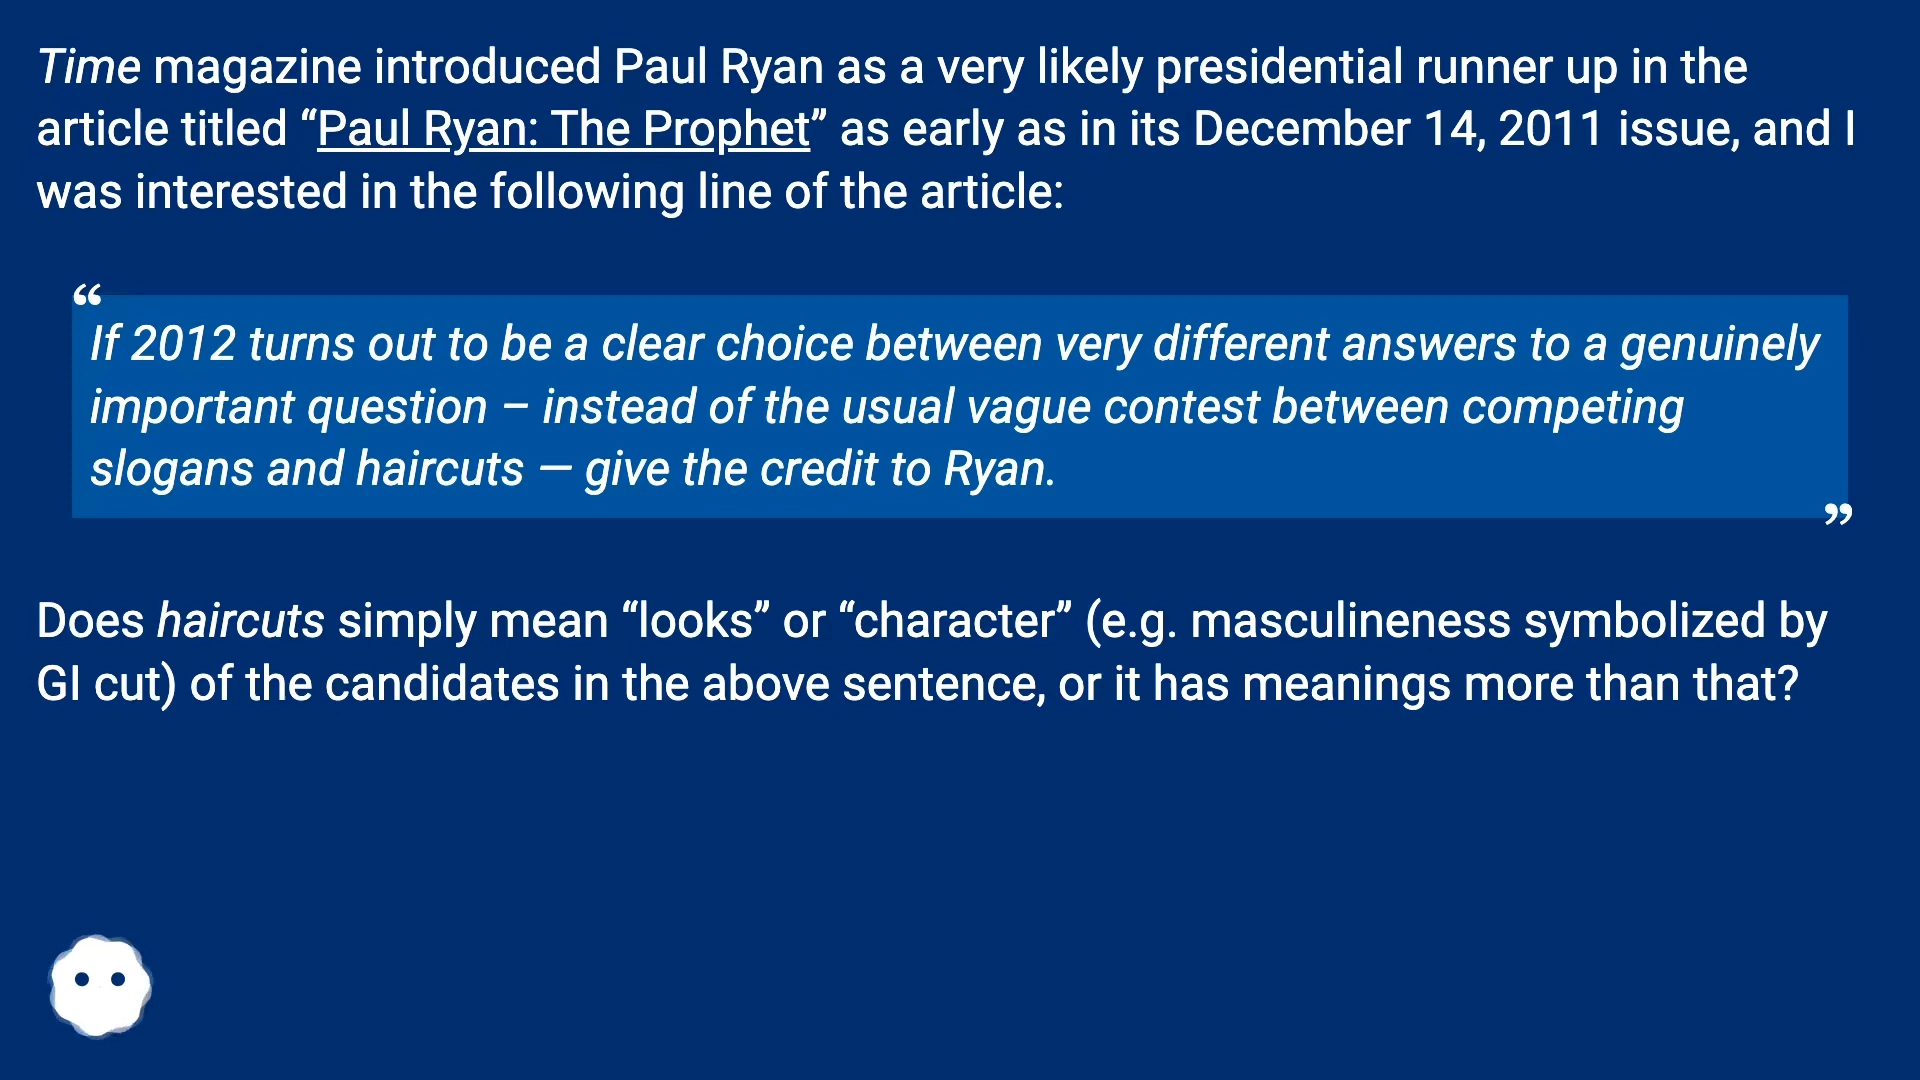 Time magazine introduced Paul Ryan as a very likely presidential runner up in the
article titled “Paul Ryan: The Prophet” as early as in its December 14, 2011 issue, and I
was interested in the following line of the article:
“
If 2012 turns out to be a clear choice between very different answers to a genuinely
important question – instead of the usual vague contest between competing
slogans and haircuts — give the credit to Ryan.
”
Does haircuts simply mean “looks” or “character” (e.g. masculineness symbolized by
GI cut) of the candidates in the above sentence, or it has meanings more than that?